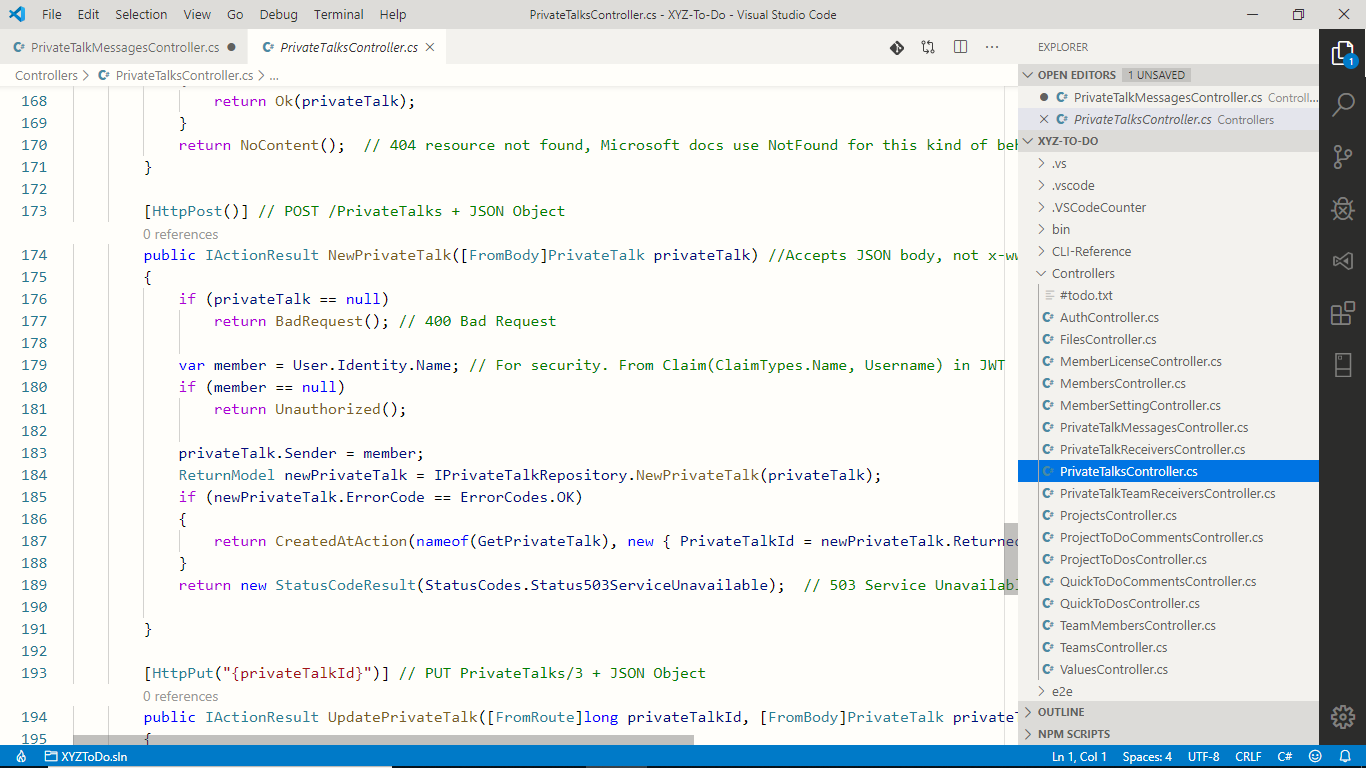 File Edit Selection View Go Debug Terminal Help PrivateTalksController.cs - XYZ-To-Do - Visual Studio Code
PrivateTalkMessagesController.cs PrivateTalksController.cs
Controllers > PrivateTalksController.cs > ...
168 return Ok(privateTalk);
169 }
170 return NoContent();  // 404 resource not found, Microsoft docs use NotFound for this kind of beh
171 }
172
173 [HttpPost()] // POST /PrivateTalks + JSON Object
0 references
174 public IActionResult NewPrivateTalk([FromBody]PrivateTalk privateTalk) //Accepts JSON body, not x-ww
175 {
176 if (privateTalk == null)
177 return BadRequest(); // 400 Bad Request
178
179 var member = User.Identity.Name; // For security. From Claim(ClaimTypes.Name, Username) in JWT
180 if (member == null)
181 return Unauthorized();
182
183 privateTalk.Sender = member;
184 ReturnModel newPrivateTalk = IPrivateTalkRepository.NewPrivateTalk(privateTalk);
185 if (newPrivateTalk.ErrorCode == ErrorCodes.OK)
186 {
187 return CreatedAtAction(nameof(GetPrivateTalk), new { PrivateTalkId = newPrivateTalk.Returned
188 }
189 return new StatusCodeResult(StatusCodes.Status503ServiceUnavailable);  // 503 Service Unavailabl
190
191 }
192
193 [HttpPut("{privateTalkId}")] // PUT PrivateTalks/3 + JSON Object
0 references
194 public IActionResult UpdatePrivateTalk([FromRoute]long privateTalkId, [FromBody]PrivateTalk privateT
195 {
EXPLORER
1
OPEN EDITORS 1 UNSAVED
PrivateTalkMessagesController.cs Controll...
PrivateTalksController.cs Controllers
XYZ-TO-DO
.vs
.vscode
.VSCodeCounter
bin
CLI-Reference
Controllers
#todo.txt
AuthController.cs
FilesController.cs
MemberLicenseController.cs
MembersController.cs
MemberSettingController.cs
PrivateTalkMessagesController.cs
PrivateTalkReceiversController.cs
PrivateTalksController.cs
PrivateTalkTeamReceiversController.cs
ProjectsController.cs
ProjectToDoCommentsController.cs
ProjectToDosController.cs
QuickToDoCommentsController.cs
QuickToDosController.cs
TeamMembersController.cs
TeamsController.cs
ValuesController.cs
e2e
OUTLINE
NPM SCRIPTS
XYZToDo.sln Ln 1, Col 1 Spaces: 4 UTF-8 CRLF C#